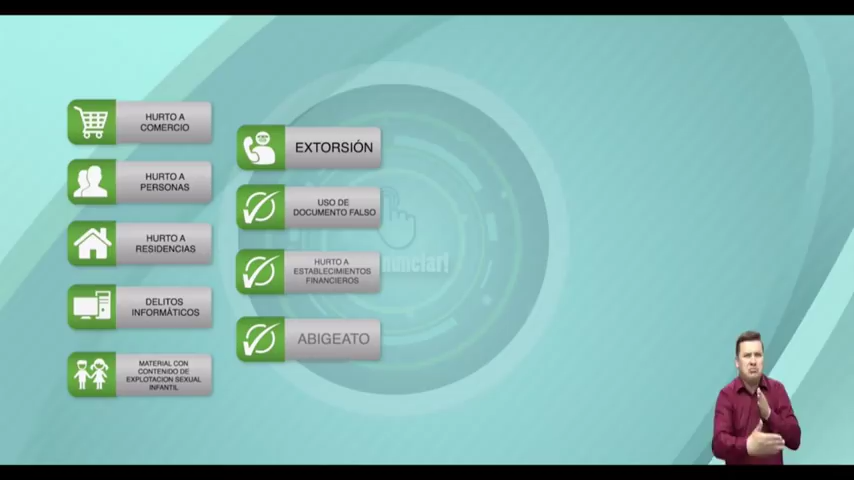 HURTO A
COMERCIO
HURTO A
PERSONAS
HURTO A
RESIDENCIAS
DELITOS
INFORMÁTICOS
MATERIAL CON
CONTENIDO DE
EXPLOTACION SEXUAL
INFANTIL
EXTORSIÓN
USO DE
DOCUMENTO FALSO
HURTO A
ESTABLECIMIENTOS
FINANCIEROS
ABIGEATO